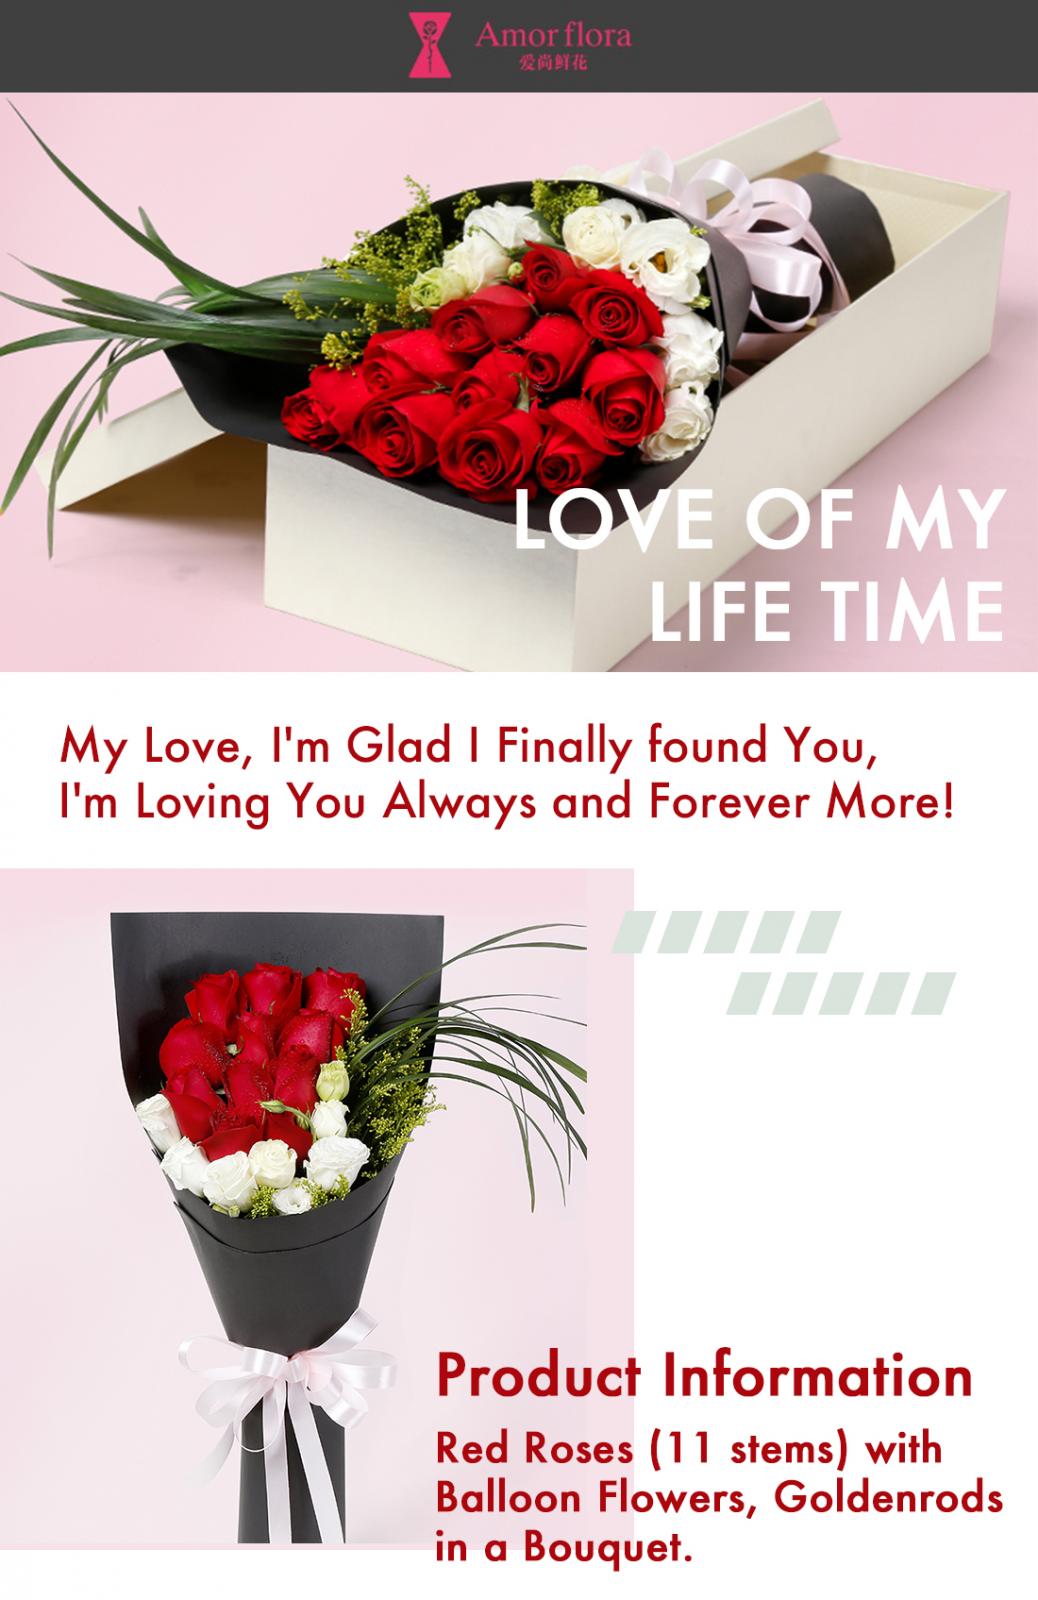 Amor flora
爱尚鲜花
LOVE OF MY
LIFE TIME
My Love, I'm Glad I Finally found You,
I'm Loving You Always and Forever More!
Product Information
Red Roses (11 stems) with
Balloon Flowers, Goldenrods
in a Bouquet.